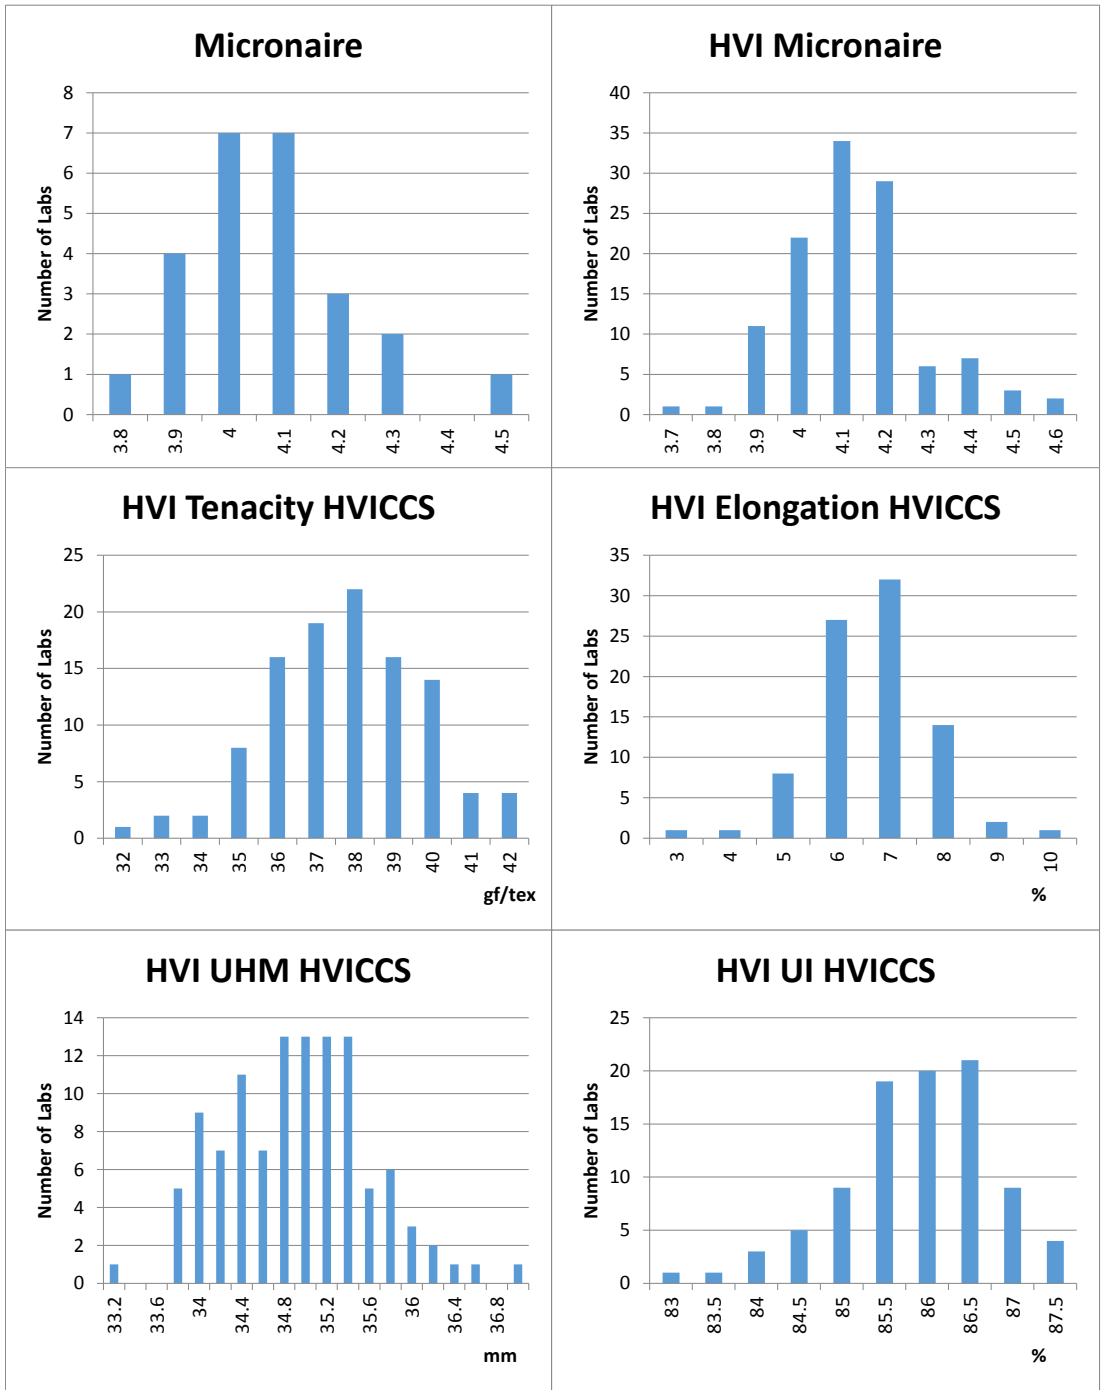 Micronaire
8
7
6
5
4
3
2
1
0
Number of Labs
3.8 3.9 4 4.1 4.2 4.3 4.4 4.5
HVI Micronaire
40
35
30
25
20
15
10
5
0
Number of Labs
3.7 3.8 3.9 4 4.1 4.2 4.3 4.4 4.5 4.6
HVI Tenacity HVICCS
25
20
15
10
5
0
Number of Labs
32 33 34 35 36 37 38 39 40 41 42
gf/tex
HVI Elongation HVICCS
35
30
25
20
15
10
5
0
Number of Labs
3 4 5 6 7 8 9 10
%
HVI UHM HVICCS
14
12
10
8
6
4
2
0
Number of Labs
33.2 33.6 34 34.4 34.8 35.2 35.6 36 36.4 36.8
mm
HVI UI HVICCS
25
20
15
10
5
0
Number of Labs
83 83.5 84 84.5 85 85.5 86 86.5 87 87.5
%